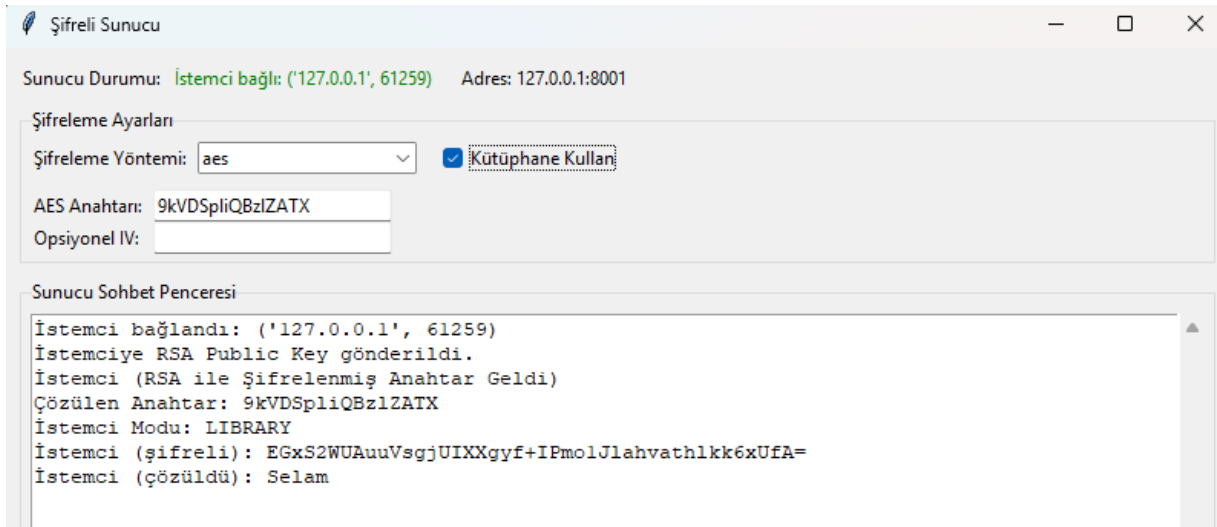 Şifreli Sunucu
Sunucu Durumu: İstemci bağlı: ('127.0.0.1', 61259) Adres: 127.0.0.1:8001
Şifreleme Ayarları
Şifreleme Yöntemi: aes Kütüphane Kullan
AES Anahtarı: 9kVDSpliQBzlZATX
Opsiyonel IV:
Sunucu Sohbet Penceresi
İstemci bağlandı: ('127.0.0.1', 61259)
İstemciye RSA Public Key gönderildi.
İstemci (RSA ile Şifrelenmiş Anahtar Geldi)
Çözülen Anahtar: 9kVDSpliQBzlZATX
İstemci Modu: LIBRARY
İstemci (şifreli): EGxS2WUAuuVsgjUIXXgyf+IPmolJlahvathlkk6xUfA=
İstemci (çözüldü): Selam